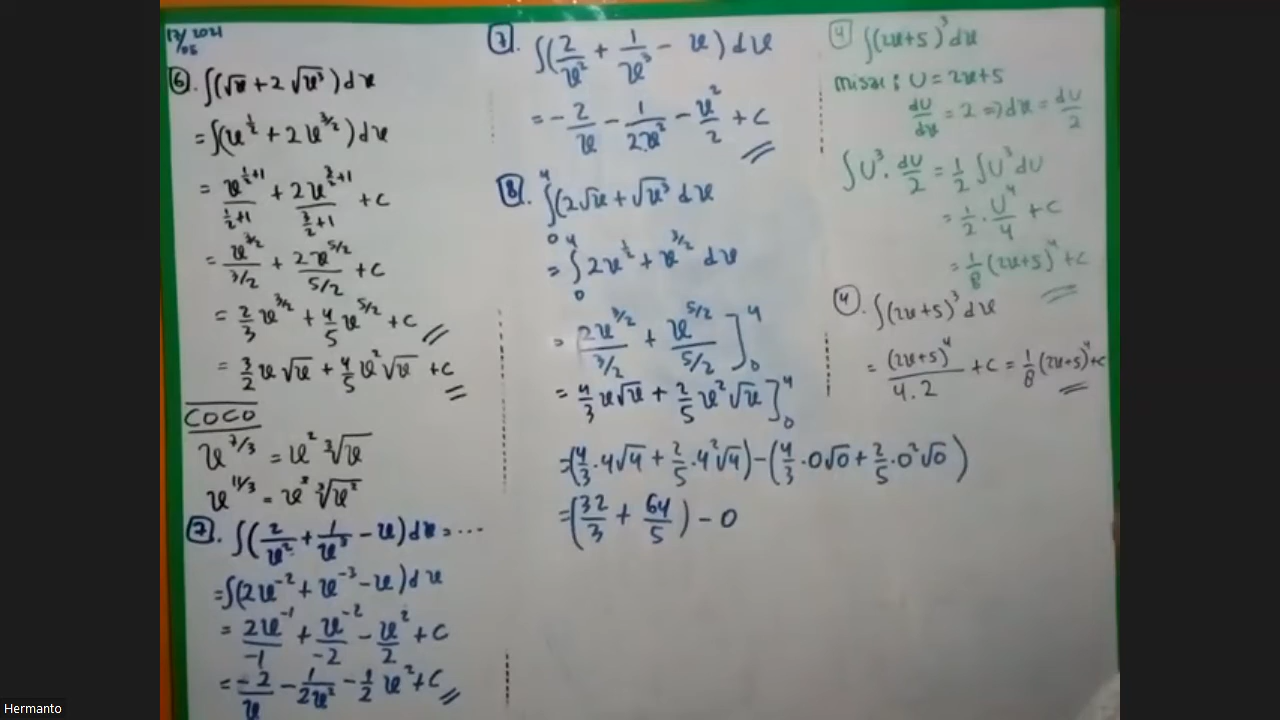 17/05 2021
⑥. ∫(√x + 2√x³)dx
= ∫(x^{1/2} + 2x^{3/2})dx
= x^{1/2+1}/(1/2+1) + 2x^{3/2+1}/(3/2+1) + C
= x^{3/2}/(3/2) + 2x^{5/2}/(5/2) + C
= 2/3 x^{3/2} + 4/5 x^{5/2} + C
= 3/2 x√x + 4/5 x²√x + C
COCO
x^{7/3} = x² ∛x
x^{11/3} = x³ ∛x²
7. ∫(2/x² + 1/x³ - x)dx = ...
= ∫(2x^{-2} + x^{-3} - x)dx
= 2x^{-1}/-1 + x^{-2}/-2 - x²/2 + C
= -2/x - 1/2x² - 1/2 x² + C
7. ∫(2/x² + 1/x³ - x)dx
= -2/x - 1/2x² - x²/2 + C
8. ∫₀⁴(2√x + √x³ dx
= ∫₀⁴ 2x^{1/2} + x^{3/2} dx
= [2x^{3/2}/(3/2) + x^{5/2}/(5/2)]₀⁴
= 4/3 x√x + 2/5 x²√x]₀⁴
= (4/3·4√4 + 2/5·4²√4) - (4/3·0√0 + 2/5·0²√0)
= (32/3 + 64/5) - 0
4 ∫(2x+5)³dx
misal : U = 2x+5
dU/dx = 2 ⇒ dx = dU/2
∫U³. dU/2 = 1/2 ∫U³dU
= 1/2 . U⁴/4 + C
= 1/8 (2x+5)⁴ + C
4. ∫(2x+5)³dx
= (2x+5)⁴/4.2 + C = 1/8 (2x+5)⁴+C
Hermanto